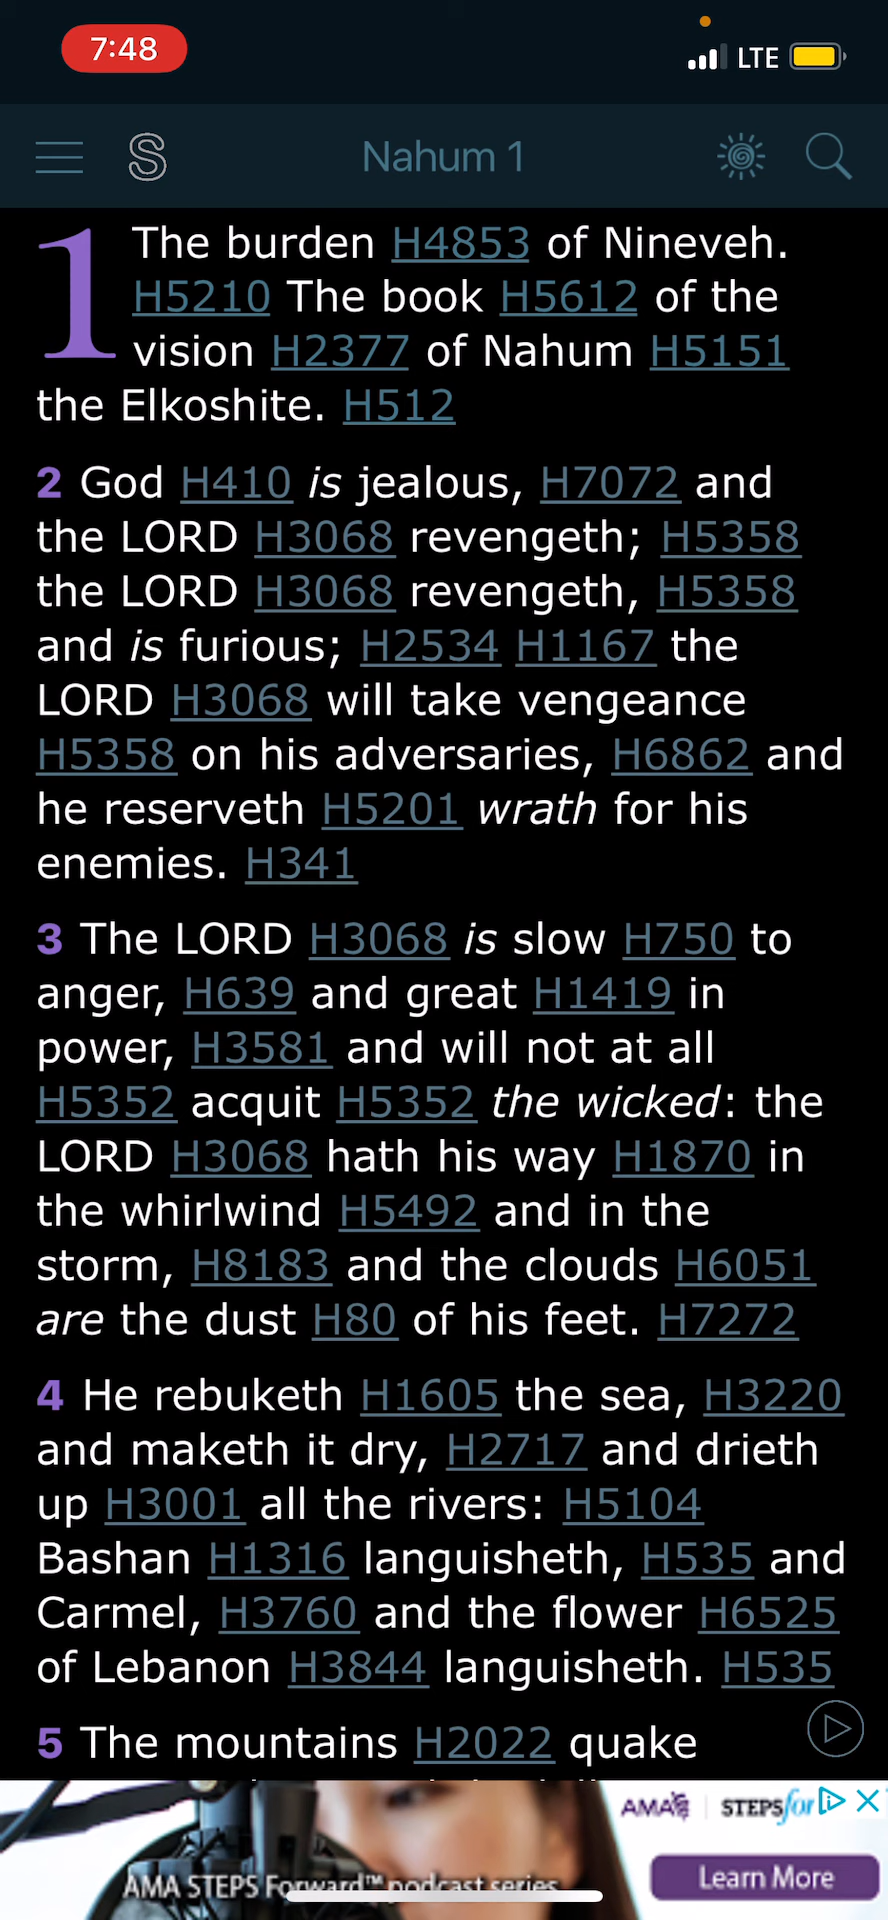 7:48
LTE
S
Nahum 1
1 The burden H4853 of Nineveh.
H5210 The book H5612 of the
vision H2377 of Nahum H5151
the Elkoshite. H512
2 God H410 is jealous, H7072 and
the LORD H3068 revengeth; H5358
the LORD H3068 revengeth, H5358
and is furious; H2534 H1167 the
LORD H3068 will take vengeance
H5358 on his adversaries, H6862 and
he reserveth H5201 wrath for his
enemies. H341
3 The LORD H3068 is slow H750 to
anger, H639 and great H1419 in
power, H3581 and will not at all
H5352 acquit H5352 the wicked: the
LORD H3068 hath his way H1870 in
the whirlwind H5492 and in the
storm, H8183 and the clouds H6051
are the dust H80 of his feet. H7272
4 He rebuketh H1605 the sea, H3220
and maketh it dry, H2717 and drieth
up H3001 all the rivers: H5104
Bashan H1316 languisheth, H535 and
Carmel, H3760 and the flower H6525
of Lebanon H3844 languisheth. H535
5 The mountains H2022 quake
AMA STEPSfor
AMA STEPS Forward™ podcast series
Learn More